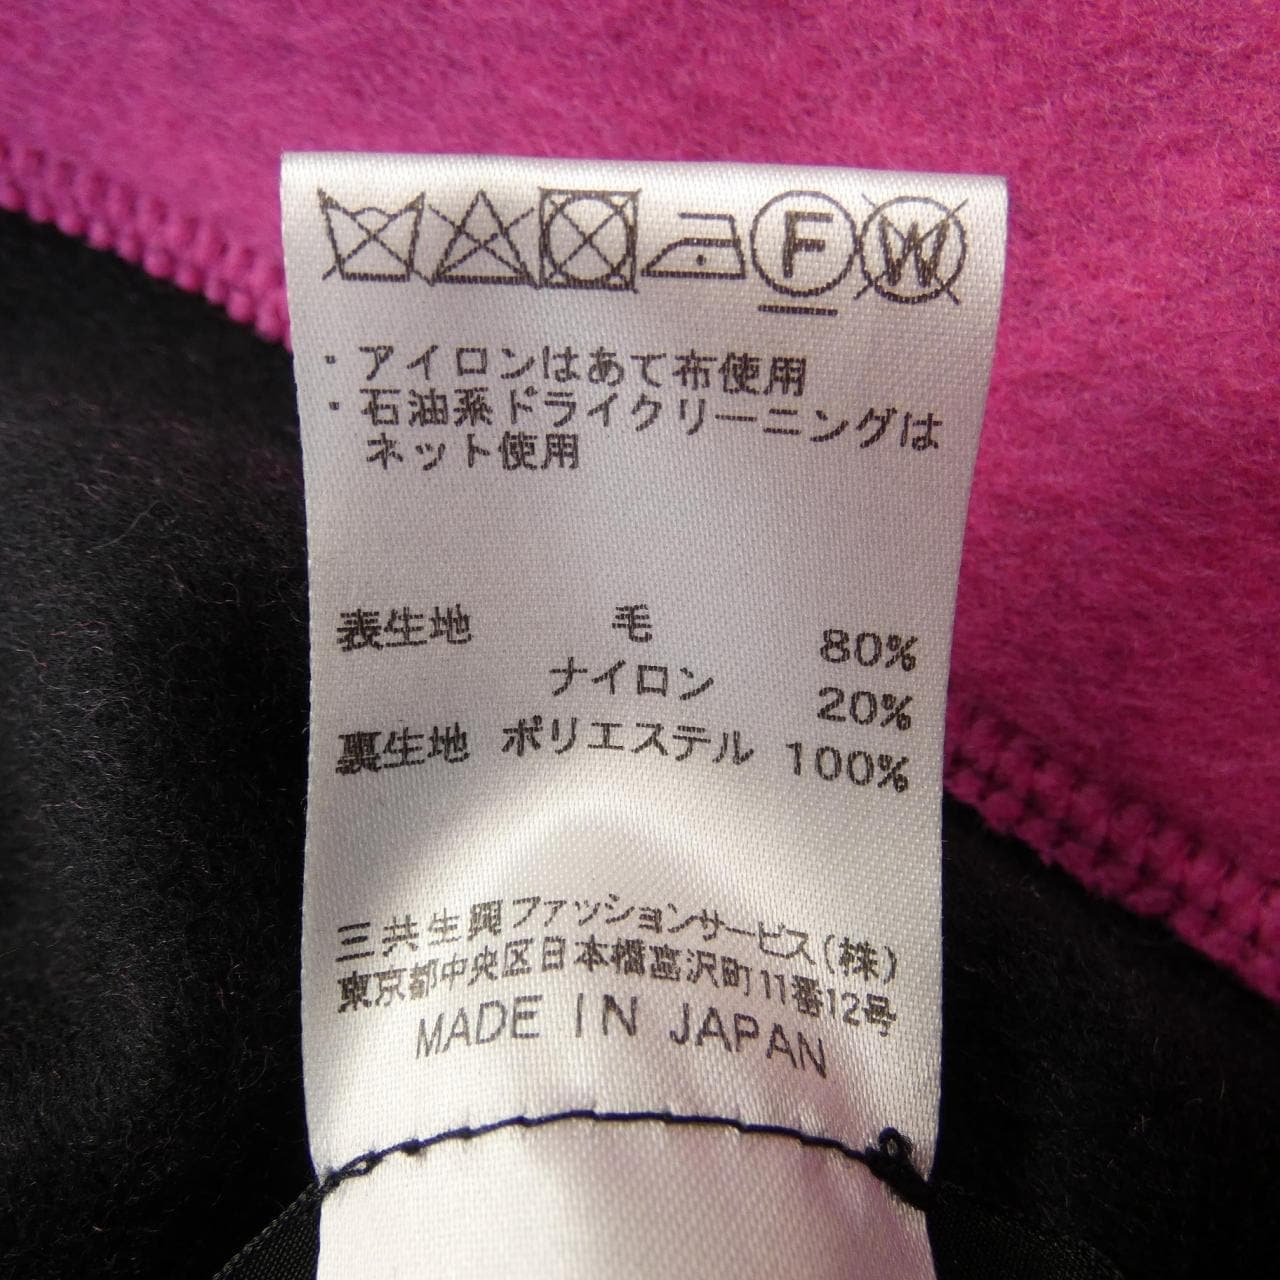 F W
・アイロンはあて布使用
・石油系ドライクリーニングは
ネット使用
表生地 毛 80%
ナイロン 20%
裏生地 ポリエステル 100%
三共生興ファッションサービス(株)
東京都中央区日本橋富沢町11番12号
MADE IN JAPAN